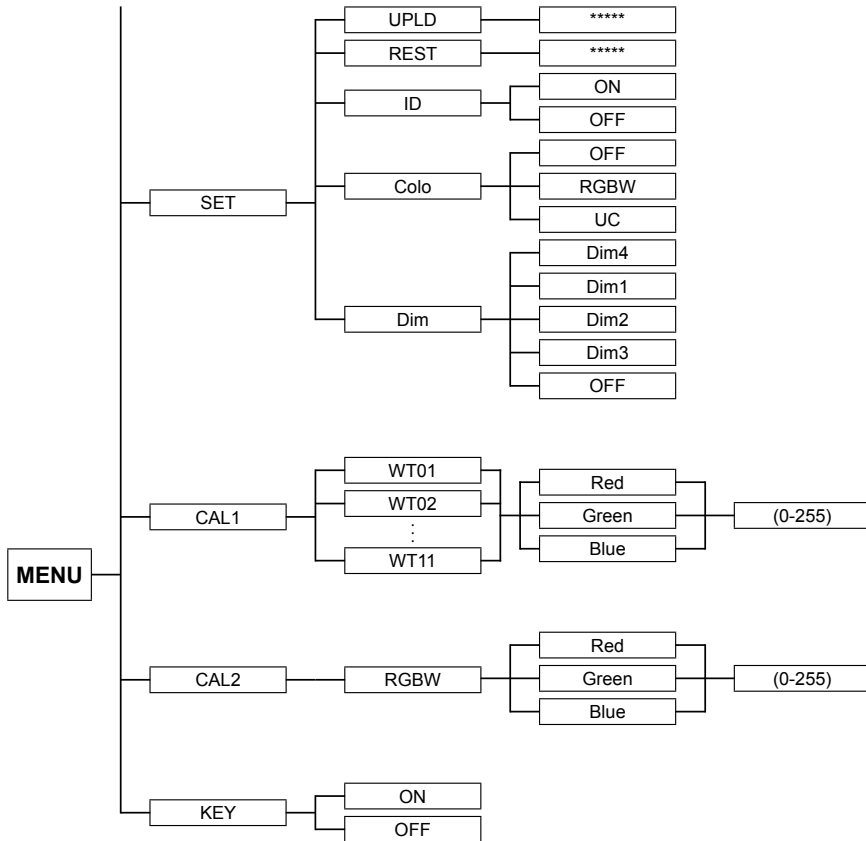 UPLD
*****
REST
*****
ID
ON
OFF
SET
Colo
OFF
RGBW
UC
Dim
Dim4
Dim1
Dim2
Dim3
OFF
CAL1
WT01
WT02
⋮
WT11
Red
Green
Blue
(0-255)
MENU
CAL2
RGBW
Red
Green
Blue
(0-255)
KEY
ON
OFF